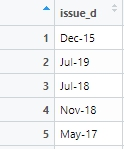 issue_d
1 Dec-15
2 Jul-19
3 Jul-18
4 Nov-18
5 May-17